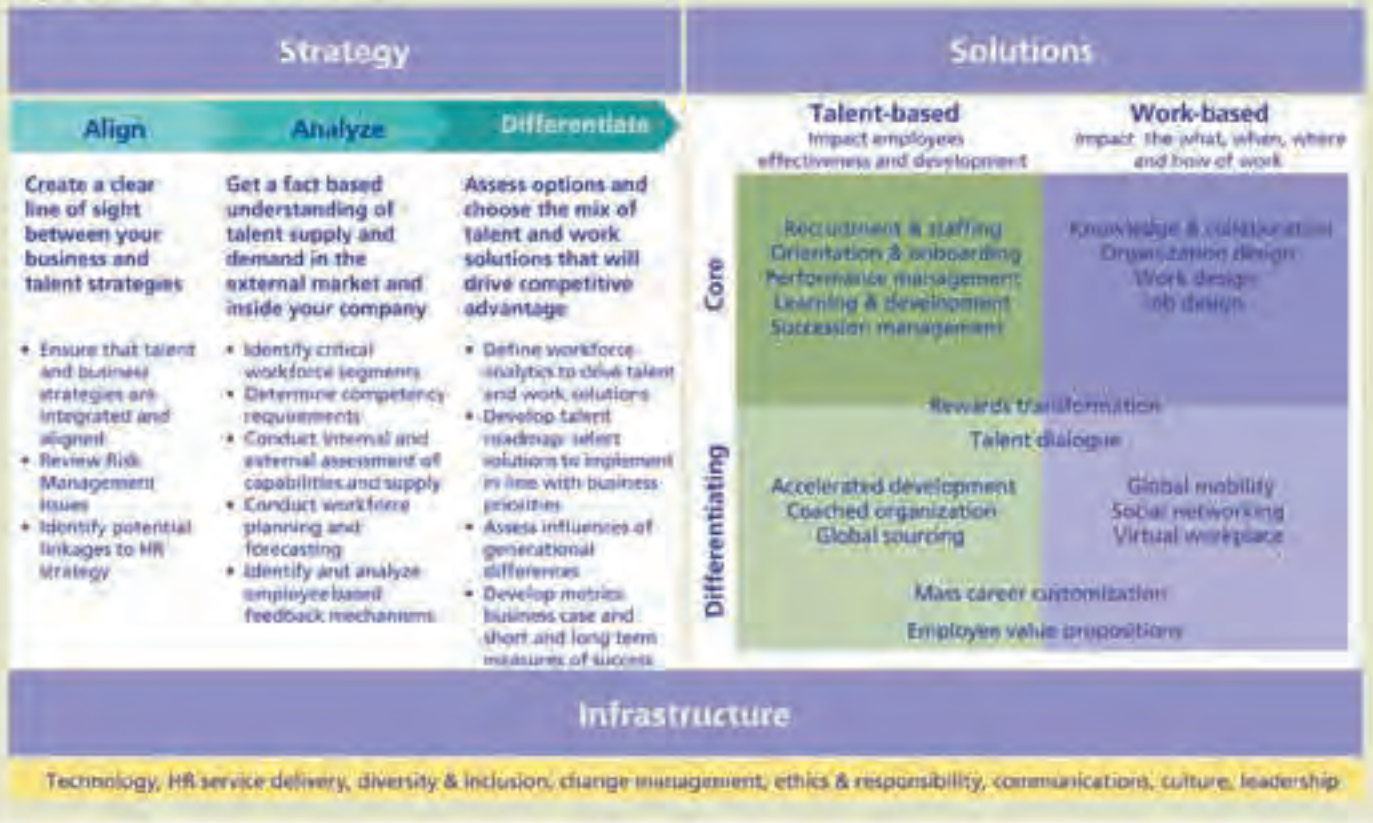 Strategy
Solutions
Align
Analyze
Differentiate
Create a clear
line of sight
between your
business and
talent strategies
• Ensure that talent
and business
strategies are
integrated and
aligned
• Review Risk
Management
issues
• Identify potential
linkages to HR
strategy
Get a fact based
understanding of
talent supply and
demand in the
external market and
inside your company
• Identify critical
workforce segments
• Determine competency
requirements
• Conduct internal and
external assessment of
capabilities and supply
• Conduct workforce
planning and
forecasting
• Identify and analyze
employee based
feedback mechanisms
Assess options and
choose the mix of
talent and work
solutions that will
drive competitive
advantage
• Define workforce
analytics to drive talent
and work solutions
• Develop talent
roadmap select
solutions to implement
in line with business
priorities
• Assess influences of
generational
differences
• Develop metrics
business case and
short and long term
measures of success
Talent-based
Impact employees
effectiveness and development
Work-based
Impact the what, when, where
and how of work
Core
Recruitment & staffing
Orientation & onboarding
Performance management
Learning & development
Succession management
Knowledge & collaboration
Organization design
Work design
Job design
Rewards transformation
Talent dialogue
Differentiating
Accelerated development
Coached organization
Global sourcing
Global mobility
Social networking
Virtual workplace
Mass career customization
Employee value propositions
Infrastructure
Technology, HR service delivery, diversity & inclusion, change management, ethics & responsibility, communications, culture, leadership